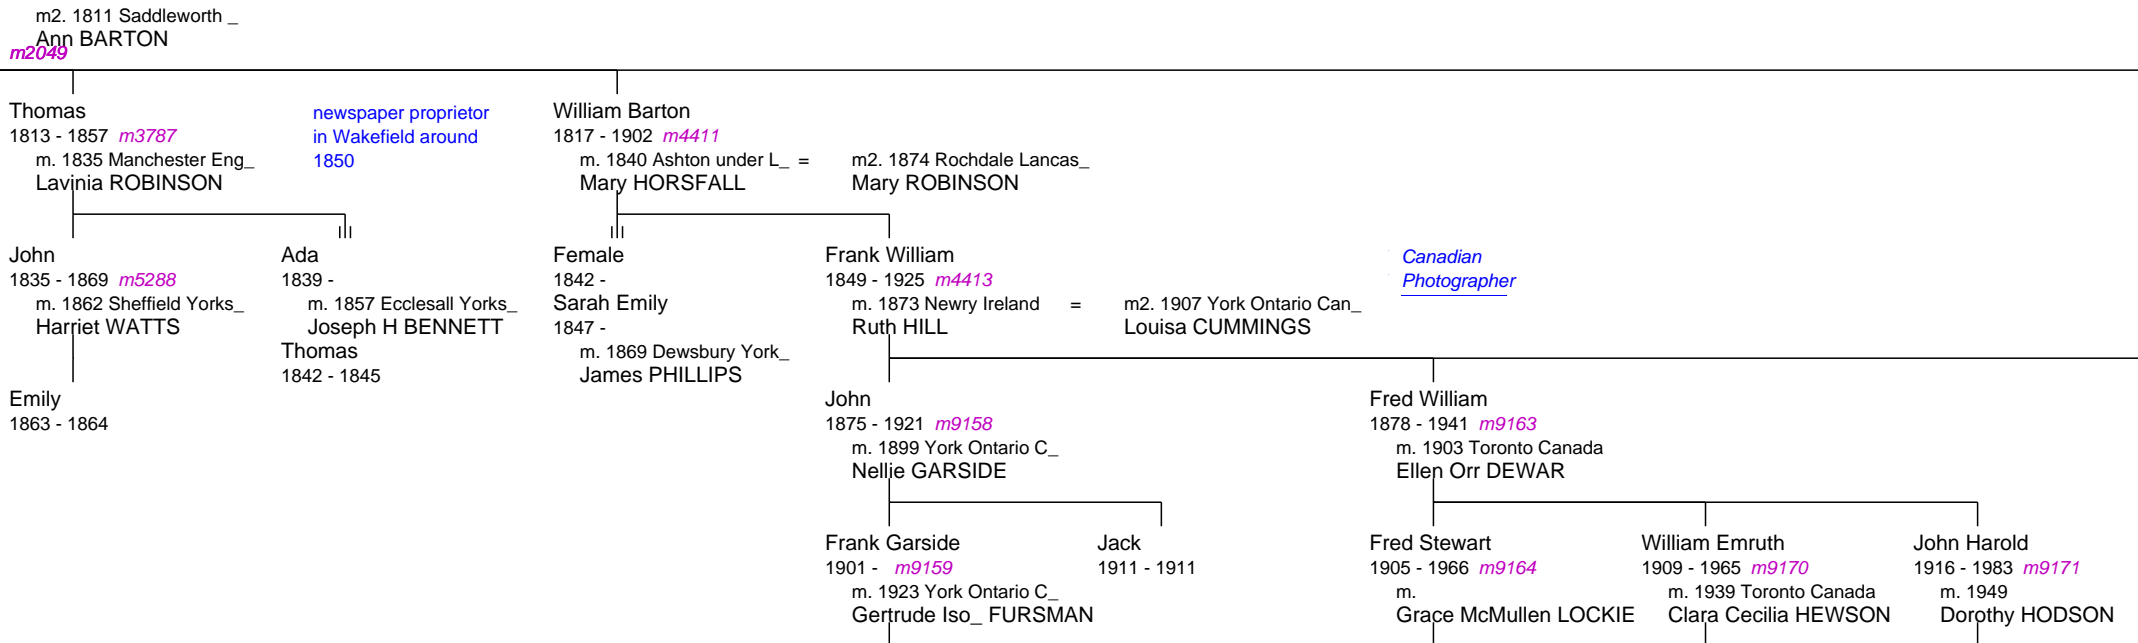 m2. 1811 Saddleworth _
Ann BARTON
m2049
Thomas
1813 - 1857 m3787
m. 1835 Manchester Eng_
Lavinia ROBINSON
newspaper proprietor
in Wakefield around
1850
William Barton
1817 - 1902 m4411
m. 1840 Ashton under L_ =
Mary HORSFALL
m2. 1874 Rochdale Lancas_
Mary ROBINSON
John
1835 - 1869 m5288
m. 1862 Sheffield Yorks_
Harriet WATTS
Ada
1839 -
m. 1857 Ecclesall Yorks_
Joseph H BENNETT
Thomas
1842 - 1845
Female
1842 -
Sarah Emily
1847 -
m. 1869 Dewsbury York_
James PHILLIPS
Frank William
1849 - 1925 m4413
m. 1873 Newry Ireland =
Ruth HILL
m2. 1907 York Ontario Can_
Louisa CUMMINGS
Canadian
Photographer
Emily
1863 - 1864
John
1875 - 1921 m9158
m. 1899 York Ontario C_
Nellie GARSIDE
Fred William
1878 - 1941 m9163
m. 1903 Toronto Canada
Ellen Orr DEWAR
Frank Garside
1901 - m9159
m. 1923 York Ontario C_
Gertrude Iso_ FURSMAN
Jack
1911 - 1911
Fred Stewart
1905 - 1966 m9164
m.
Grace McMullen LOCKIE
William Emruth
1909 - 1965 m9170
m. 1939 Toronto Canada
Clara Cecilia HEWSON
John Harold
1916 - 1983 m9171
m. 1949
Dorothy HODSON